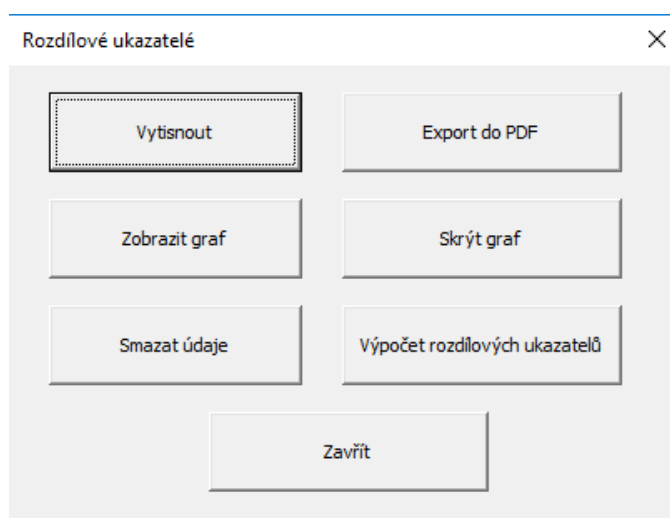 Rozdílové ukazatelé
Vytisnout
Export do PDF
Zobrazit graf
Skrýt graf
Smazat údaje
Výpočet rozdílových ukazatelů
Zavřít